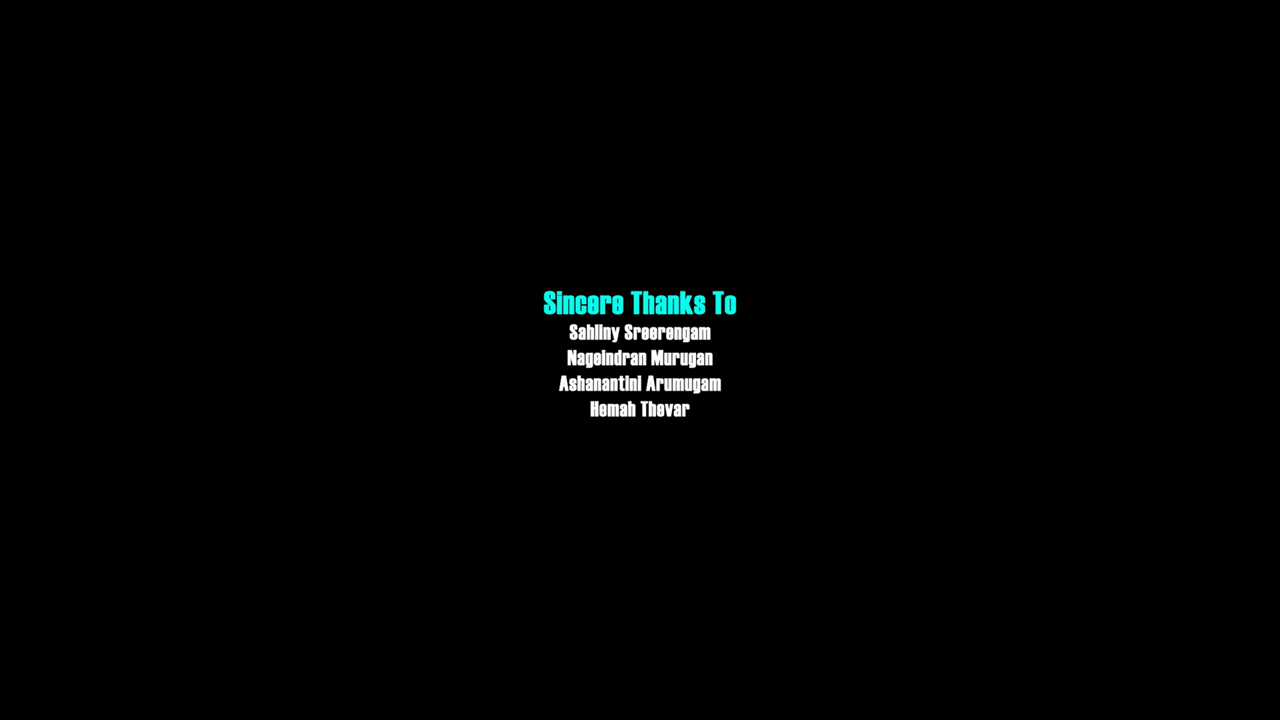 Sincere Thanks To
Sahliny Sreerengam
Nageindran Murugan
Ashanantini Arumugam
Hemah Thevar